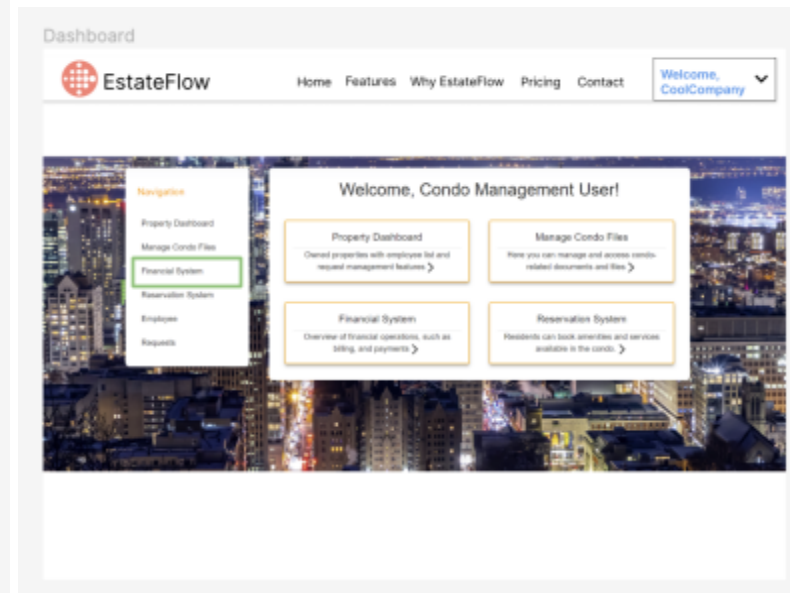 Dashboard
EstateFlow
Home Features Why EstateFlow Pricing Contact
Welcome,
CoolCompany
Navigation
Property Dashboard
Manage Condo Files
Financial System
Reservation System
Employee
Requests
Welcome, Condo Management User!
Property Dashboard
Owned properties with employee list and
request management features
Manage Condo Files
Here you can manage and access condo-
related documents and files
Financial System
Overview of financial operations, such as
billing, and payments
Reservation System
Residents can book amenities and services
available in the condo.